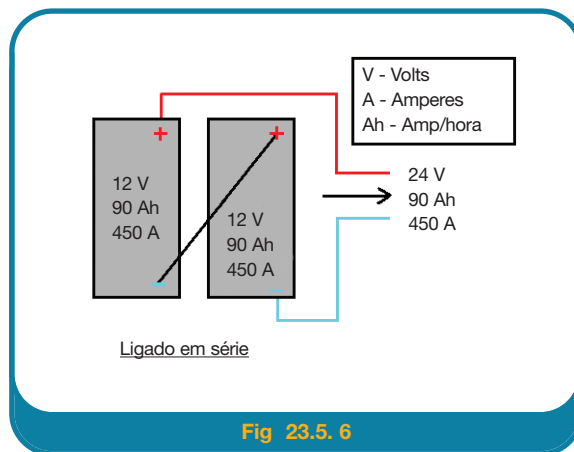 V - Volts
A - Amperes
Ah - Amp/hora
+
+
12 V
90 Ah
450 A
-
12 V
90 Ah
450 A
-
24 V
90 Ah
450 A
Ligado em série
Fig 23.5. 6